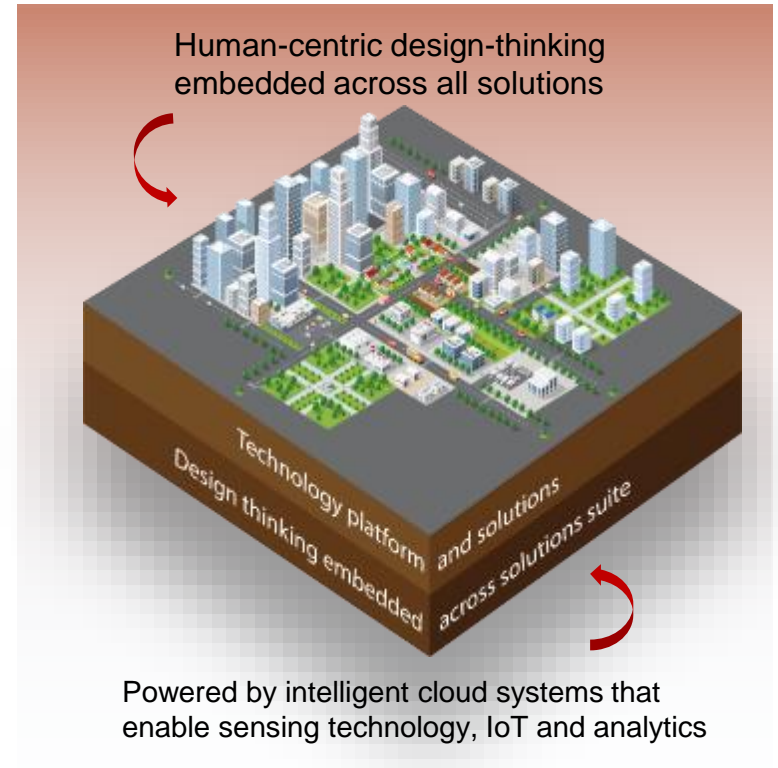 Human-centric design-thinking
embedded across all solutions
Technology platform and solutions
Design thinking embedded across solutions suite
Powered by intelligent cloud systems that
enable sensing technology, IoT and analytics